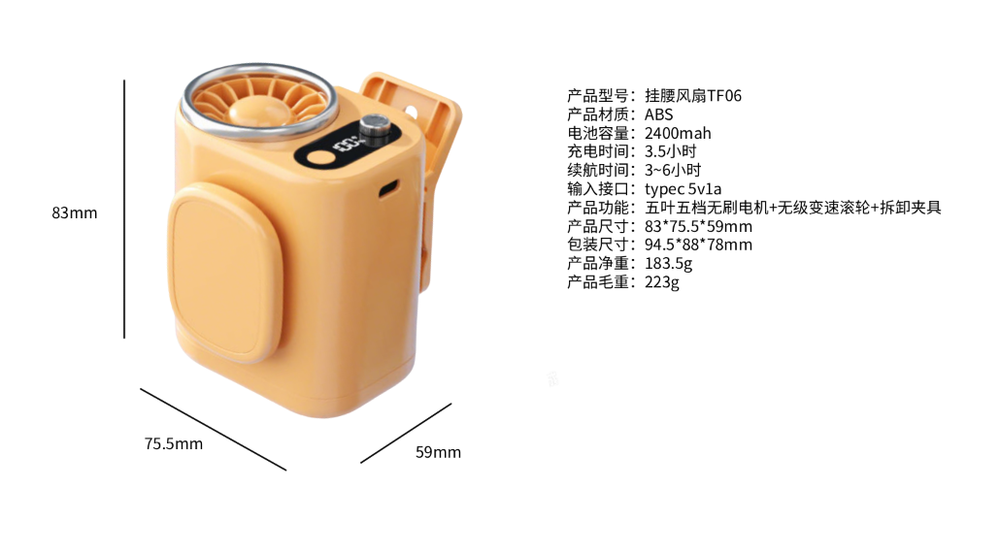 产品型号：挂腰风扇TF06
产品材质：ABS
电池容量：2400mah
充电时间：3.5小时
续航时间：3~6小时
输入接口：typec 5v1a
产品功能：五叶五档无刷电机+无级变速滚轮+拆卸夹具
产品尺寸：83*75.5*59mm
包装尺寸：94.5*88*78mm
产品净重：183.5g
产品毛重：223g
100%
83mm
75.5mm
59mm